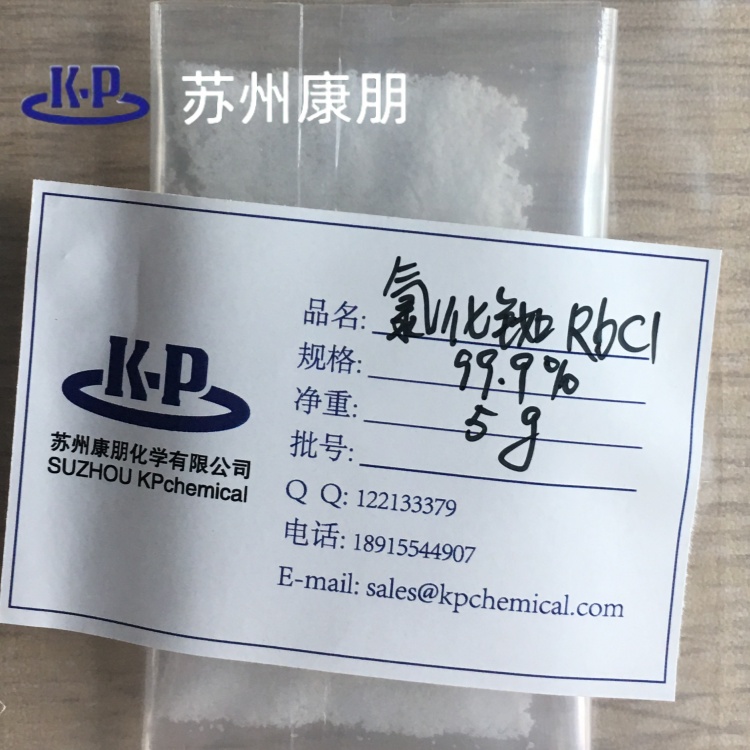 K-P 苏州康朋
品名: 氯化铷 RbCl
规格: 99.9%
净重: 5g
批号:
K-P
苏州康朋化学有限公司
SUZHOU KPchemical
Q Q: 122133379
电话: 18915544907
E-mail: sales@kpchemical.com